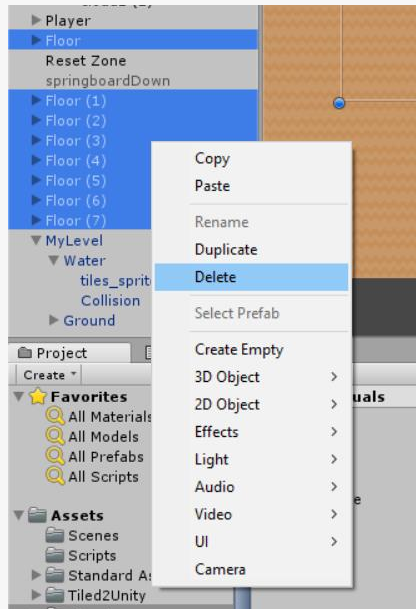 Player
Floor
Reset Zone
springboardDown
Floor (1)
Floor (2)
Floor (3)
Floor (4)
Floor (5)
Floor (6)
Floor (7)
MyLevel
Water
tiles_sprit
Collision
Ground
Copy
Paste
Rename
Duplicate
Delete
Select Prefab
Create Empty
3D Object
2D Object
Effects
Light
Audio
Video
UI
Camera
Project
Create
Favorites
All Materials
All Models
All Prefabs
All Scripts
Assets
Scenes
Scripts
Standard As
Tiled2Unity
uals
e